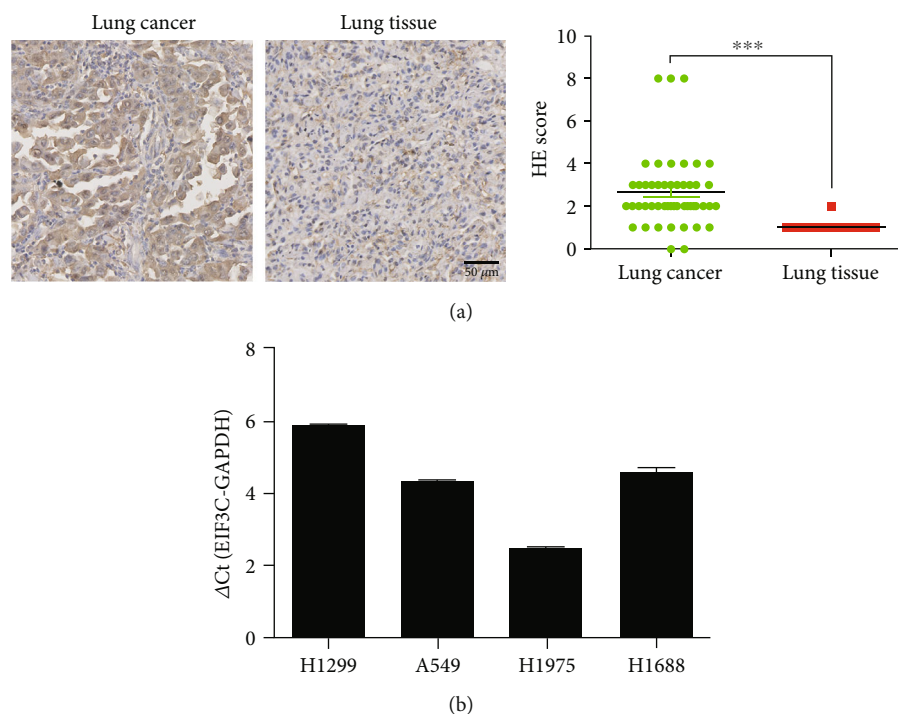 Lung cancer
Lung tissue
50 μm
HE score
10
8
6
4
2
0
***
Lung cancer
Lung tissue
(a)
ΔCt (EIF3C-GAPDH)
8
6
4
2
0
H1299
A549
H1975
H1688
(b)